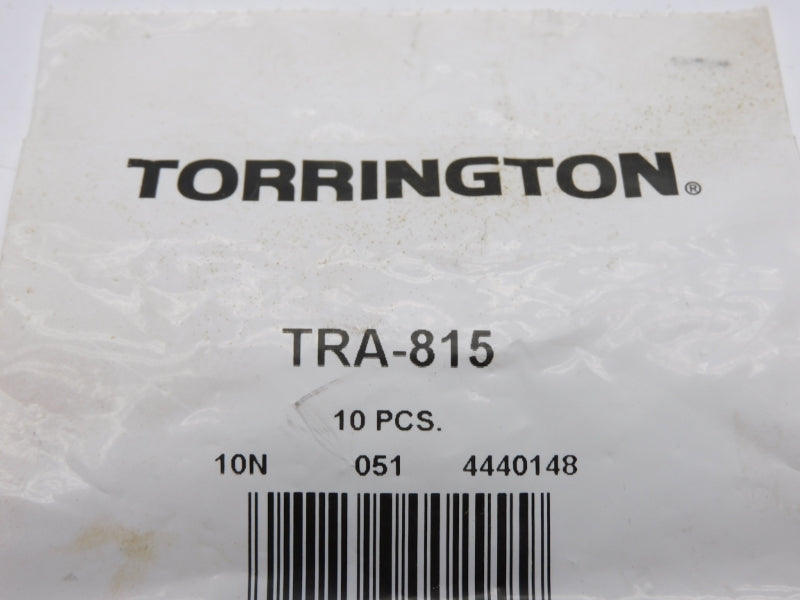 TORRINGTON®
TRA-815
10 PCS.
10N 051 4440148